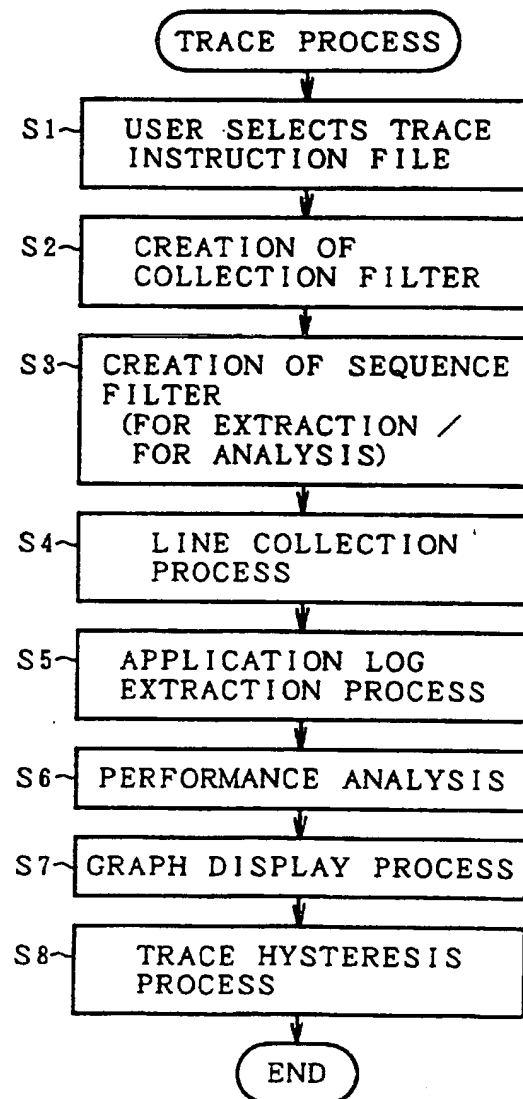 TRACE PROCESS
S1 USER SELECTS TRACE
INSTRUCTION FILE
S2 CREATION OF
COLLECTION FILTER
S3 CREATION OF SEQUENCE
FILTER
(FOR EXTRACTION /
FOR ANALYSIS)
S4 LINE COLLECTION
PROCESS
S5 APPLICATION LOG
EXTRACTION PROCESS
S6 PERFORMANCE ANALYSIS
S7 GRAPH DISPLAY PROCESS
S8 TRACE HYSTERESIS
PROCESS
END